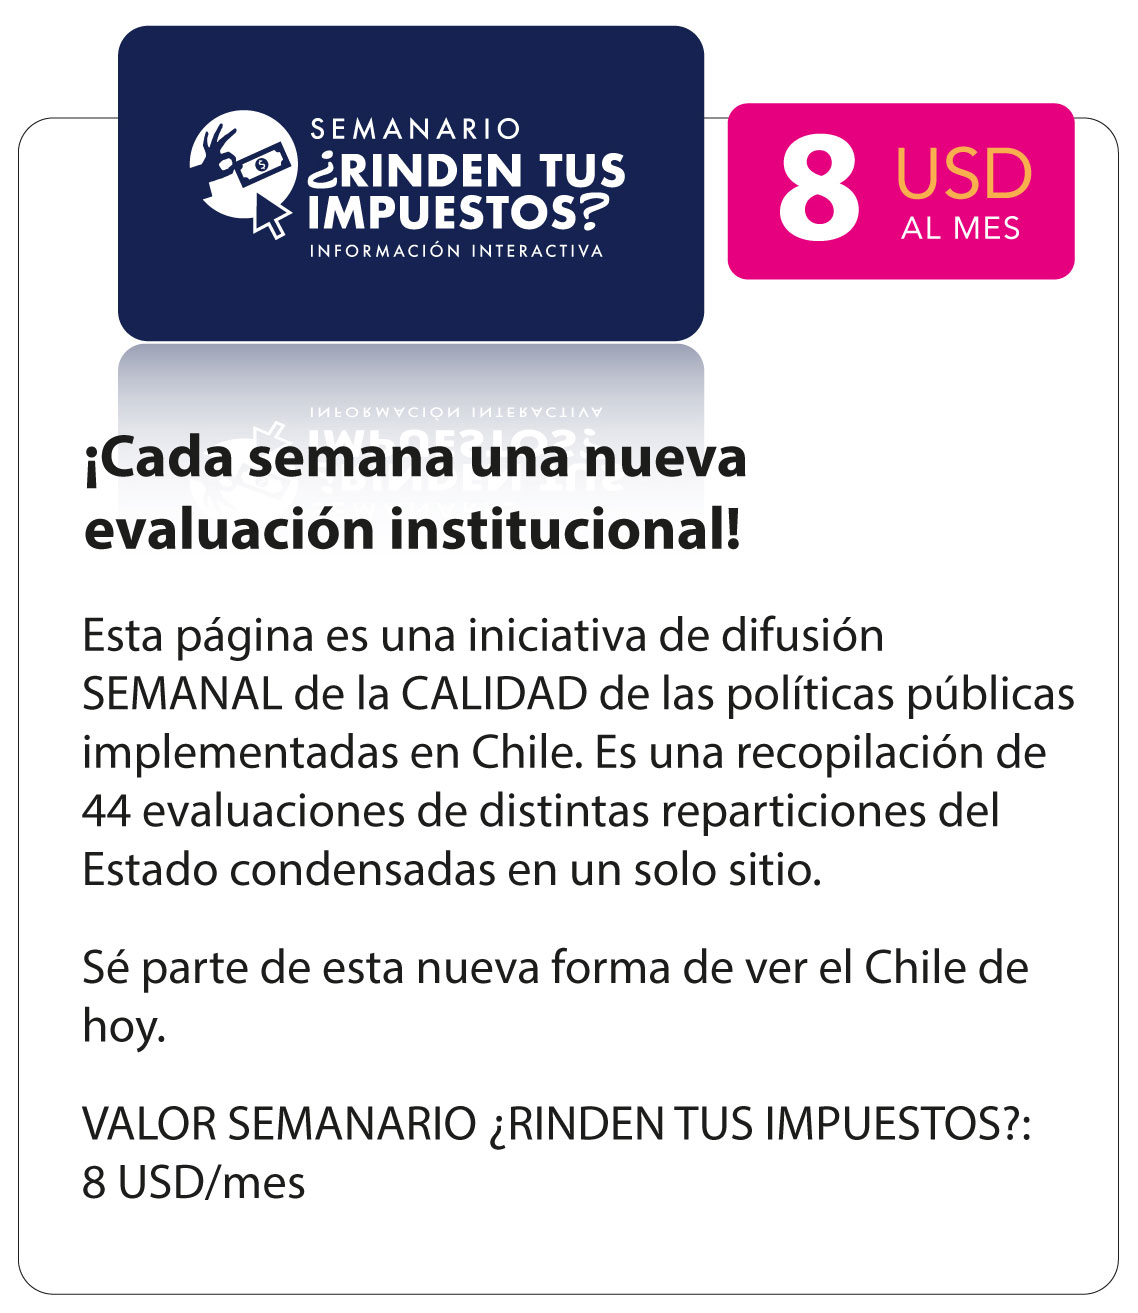 SEMANARIO
¿RINDEN TUS
IMPUESTOS?
INFORMACIÓN INTERACTIVA
8 USD
AL MES
¡Cada semana una nueva
evaluación institucional!
Esta página es una iniciativa de difusión
SEMANAL de la CALIDAD de las políticas públicas
implementadas en Chile. Es una recopilación de
44 evaluaciones de distintas reparticiones del
Estado condensadas en un solo sitio.
Sé parte de esta nueva forma de ver el Chile de
hoy.
VALOR SEMANARIO ¿RINDEN TUS IMPUESTOS?:
8 USD/mes